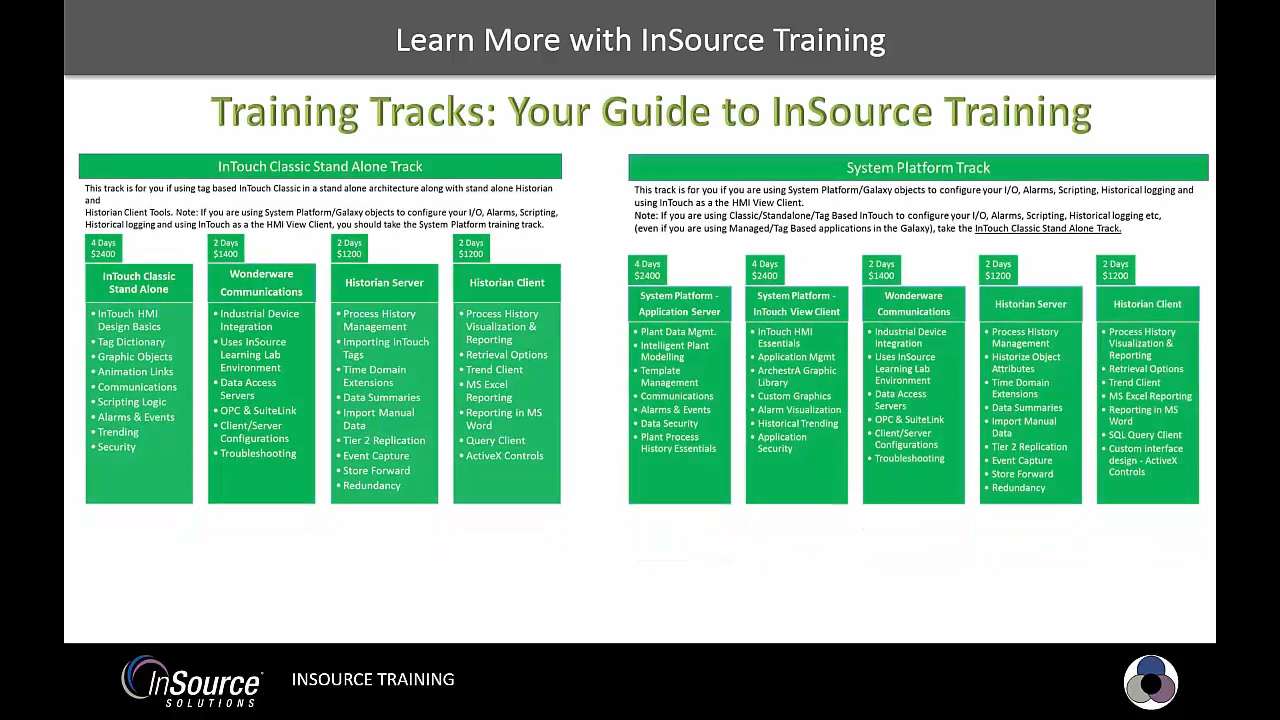 Learn More with InSource Training
Training Tracks: Your Guide to InSource Training
InTouch Classic Stand Alone Track
This track is for you if using tag based InTouch Classic in a stand alone architecture along with stand alone Historian
and
Historian Client Tools. Note: If you are using System Platform/Galaxy objects to configure your I/O, Alarms, Scripting,
Historical logging and using InTouch as a the HMI View Client, you should take the System Platform training track.
4 Days
$2400
InTouch Classic
Stand Alone
• InTouch HMI
Design Basics
• Tag Dictionary
• Graphic Objects
• Animation Links
• Communications
• Scripting Logic
• Alarms & Events
• Trending
• Security
2 Days
$1400
Wonderware
Communications
• Industrial Device
Integration
• Uses InSource
Learning Lab
Environment
• Data Access
Servers
• OPC & SuiteLink
• Client/Server
Configurations
• Troubleshooting
2 Days
$1200
Historian Server
• Process History
Management
• Importing InTouch
Tags
• Time Domain
Extensions
• Data Summaries
• Import Manual
Data
• Tier 2 Replication
• Event Capture
• Store Forward
• Redundancy
2 Days
$1200
Historian Client
• Process History
Visualization &
Reporting
• Retrieval Options
• Trend Client
• MS Excel
Reporting
• Reporting in MS
Word
• Query Client
• ActiveX Controls
System Platform Track
This track is for you if you are using System Platform/Galaxy objects to configure your I/O, Alarms, Scripting, Historical logging and
using InTouch as a the HMI View Client.
Note: If you are using Classic/Standalone/Tag Based InTouch to configure your I/O, Alarms, Scripting, Historical logging etc,
(even if you are using Managed/Tag Based applications in the Galaxy), take the InTouch Classic Stand Alone Track.
4 Days
$2400
System Platform -
Application Server
• Plant Data Mgmt.
• Intelligent Plant
Modelling
• Template
Management
• Communications
• Alarms & Events
• Data Security
• Plant Process
History Essentials
4 Days
$2400
System Platform -
InTouch View Client
• InTouch HMI
Essentials
• Application Mgmt
• ArchestrA Graphic
Library
• Custom Graphics
• Alarm Visualization
• Historical Trending
• Application
Security
2 Days
$1400
Wonderware
Communications
• Industrial Device
Integration
• Uses InSource
Learning Lab
Environment
• Data Access
Servers
• OPC & SuiteLink
• Client/Server
Configurations
• Troubleshooting
2 Days
$1200
Historian Server
• Process History
Management
• Historize Object
Attributes
• Time Domain
Extensions
• Data Summaries
• Import Manual
Data
• Tier 2 Replication
• Event Capture
• Store Forward
• Redundancy
2 Days
$1200
Historian Client
• Process History
Visualization &
Reporting
• Retrieval Options
• Trend Client
• MS Excel Reporting
• Reporting in MS
Word
• SQL Query Client
• Custom interface
design - ActiveX
Controls
InSource
SOLUTIONS
INSOURCE TRAINING